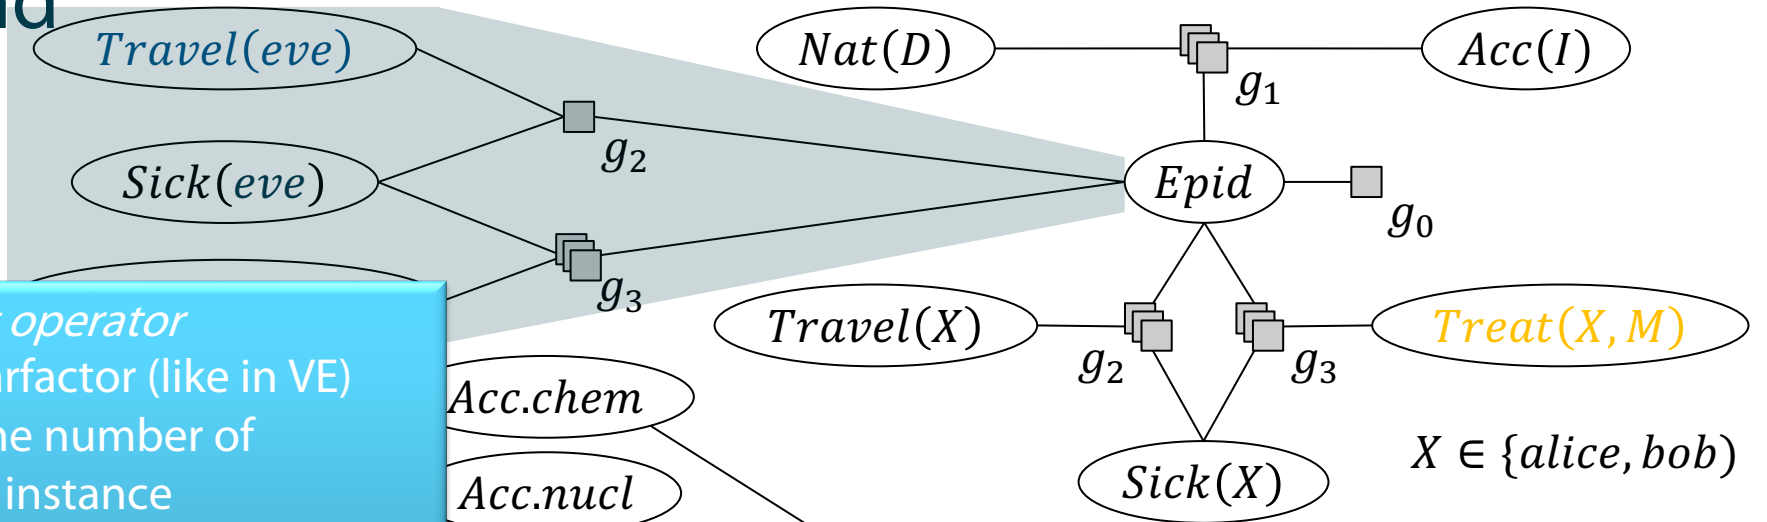 Travel(eve)
Nat(D)
g₁
Acc(I)
Sick(eve)
g₂
Epid
g₀
g₃
operator
Travel(X)
g₂
g₃
Treat(X, M)
rfactor (like in VE)
Acc.chem
ne number of
instance
Acc.nucl
Sick(X)
X ∈ {alice, bob)